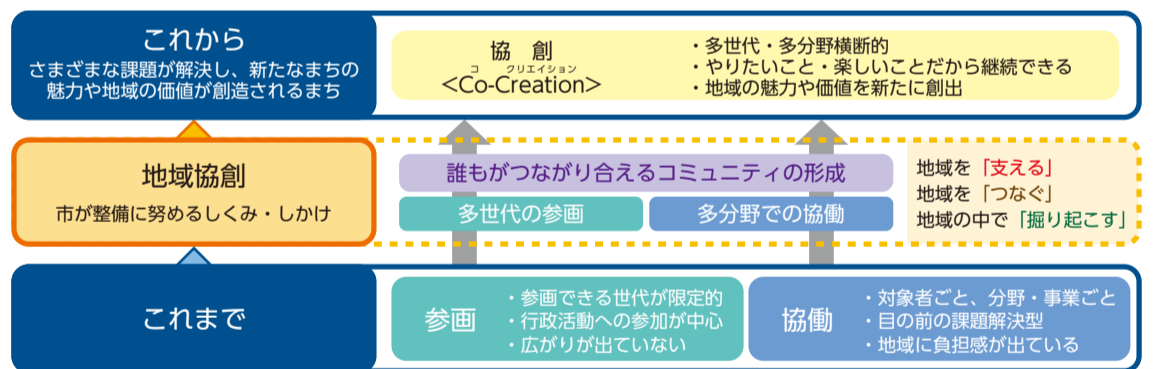 これから
さまざまな課題が解決し、新たなまちの
魅力や地域の価値が創造されるまち
協創
コ クリエイション
<Co-Creation>
・多世代・多分野横断的
・やりたいこと・楽しいことだから継続できる
・地域の魅力や価値を新たに創出
地域協創
市が整備に努めるしくみ・しかけ
誰もがつながり合えるコミュニティの形成
多世代の参画
多分野での協働
地域を「支える」
地域を「つなぐ」
地域の中で「掘り起こす」
これまで
参画
・参画できる世代が限定的
・行政活動への参加が中心
・広がりが出ていない
協働
・対象者ごと、分野・事業ごと
・目の前の課題解決型
・地域に負担感が出ている